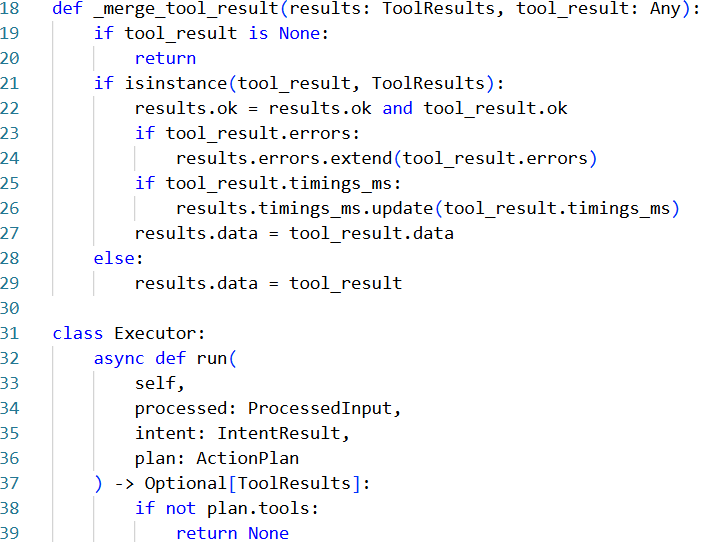 18 def _merge_tool_result(results: ToolResults, tool_result: Any):
19     if tool_result is None:
20         return
21     if isinstance(tool_result, ToolResults):
22         results.ok = results.ok and tool_result.ok
23         if tool_result.errors:
24             results.errors.extend(tool_result.errors)
25         if tool_result.timings_ms:
26             results.timings_ms.update(tool_result.timings_ms)
27         results.data = tool_result.data
28     else:
29         results.data = tool_result
30
31 class Executor:
32     async def run(
33         self,
34         processed: ProcessedInput,
35         intent: IntentResult,
36         plan: ActionPlan
37     ) -> Optional[ToolResults]:
38         if not plan.tools:
39             return None